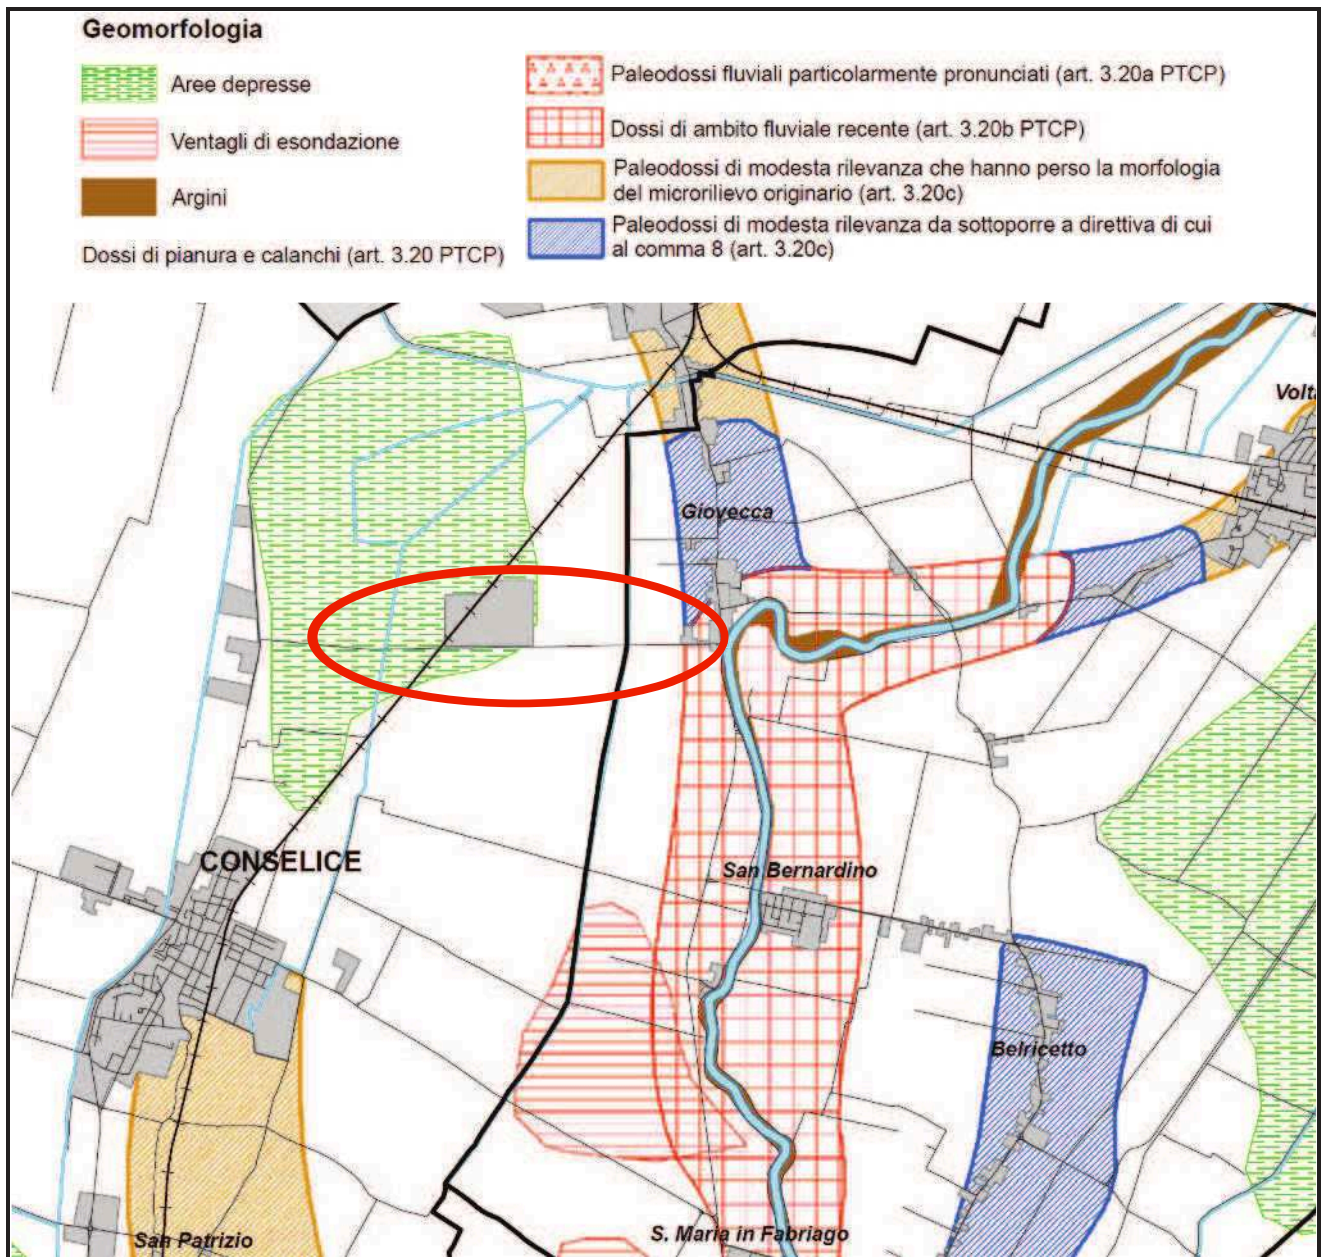 Geomorfologia
Aree depresse
Ventagli di esondazione
Argini
Dossi di pianura e calanchi (art. 3.20 PTCP)
Paleodossi fluviali particolarmente pronunciati (art. 3.20a PTCP)
Dossi di ambito fluviale recente (art. 3.20b PTCP)
Paleodossi di modesta rilevanza che hanno perso la morfologia
del microrilievo originario (art. 3.20c)
Paleodossi di modesta rilevanza da sottoporre a direttiva di cui
al comma 8 (art. 3.20c)
Volta
Giovecca
CONSELICE
San Bernardino
Belricetto
San Patrizio
S. Maria in Fabriago